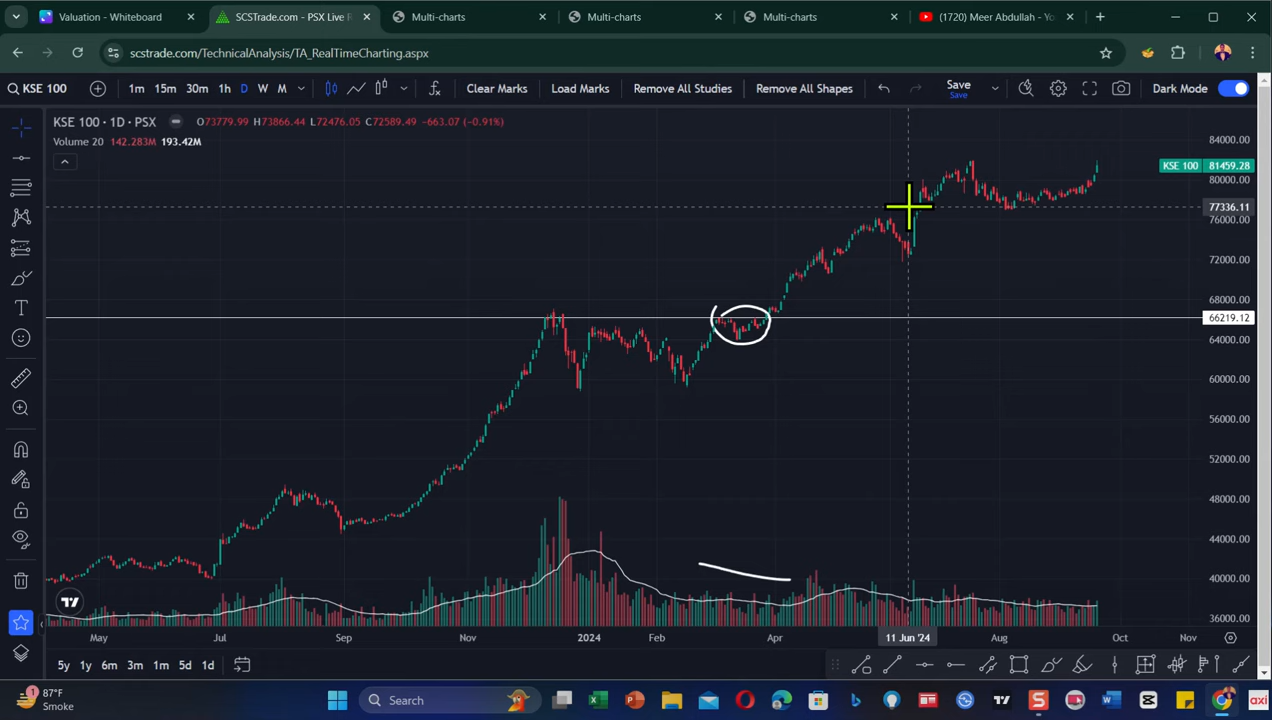 Valuation - Whiteboard
SCSTrade.com - PSX Live R
Multi-charts
Multi-charts
Multi-charts
(1720) Meer Abdullah - Yo
scstrade.com/TechnicalAnalysis/TA_RealTimeCharting.aspx
KSE 100 1m 15m 30m 1h D W M Clear Marks Load Marks Remove All Studies Remove All Shapes Save Save Dark Mode
KSE 100 · 1D · PSX O73779.99 H73866.44 L72476.05 C72589.49 -663.07 (-0.91%)
Volume 20 142.283M 193.42M
84000.00
KSE 100 81459.28
80000.00
77336.11
76000.00
72000.00
68000.00
66219.12
64000.00
60000.00
56000.00
52000.00
48000.00
44000.00
40000.00
36000.00
May Jul Sep Nov 2024 Feb Apr 11 Jun '24 Aug Oct Nov
5y 1y 6m 3m 1m 5d 1d
1
87°F
Smoke
Search
axi